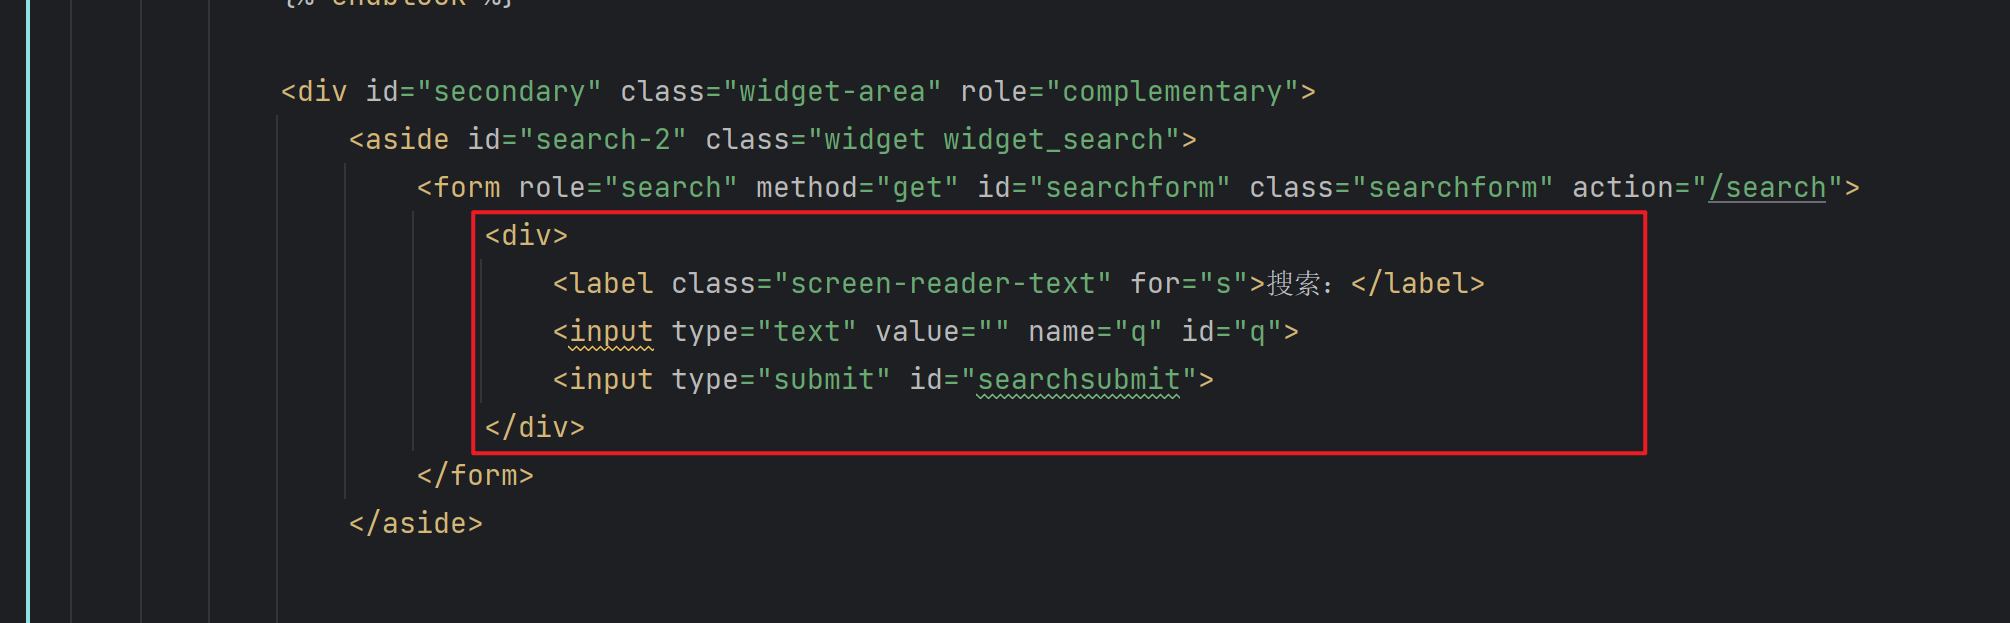 {% endblock %}
<div id="secondary" class="widget-area" role="complementary">
<aside id="search-2" class="widget widget_search">
<form role="search" method="get" id="searchform" class="searchform" action="/search">
<div>
<label class="screen-reader-text" for="s">搜索：</label>
<input type="text" value="" name="q" id="q">
<input type="submit" id="searchsubmit">
</div>
</form>
</aside>